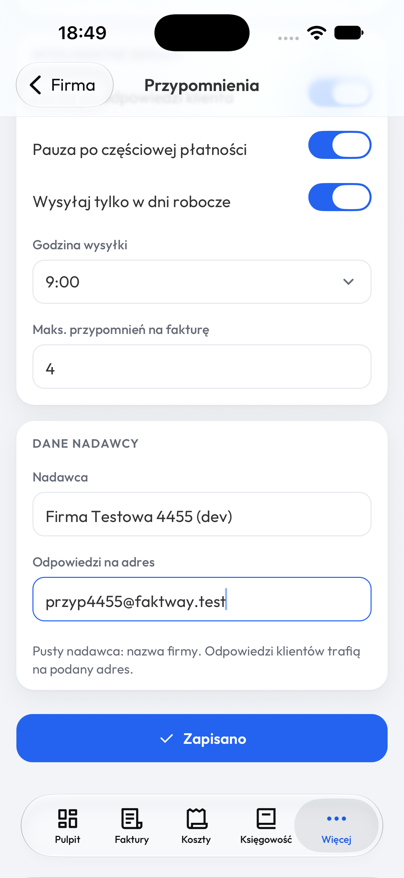 18:49
Firma
Przypomnienia
Pauza po częściowej płatności
Wysyłaj tylko w dni robocze
Godzina wysyłki
9:00
Maks. przypomnień na fakturę
4
DANE NADAWCY
Nadawca
Firma Testowa 4455 (dev)
Odpowiedzi na adres
przyp4455@faktway.test
Pusty nadawca: nazwa firmy. Odpowiedzi klientów trafią
na podany adres.
Zapisano
Pulpit
Faktury
Koszty
Księgowość
Więcej